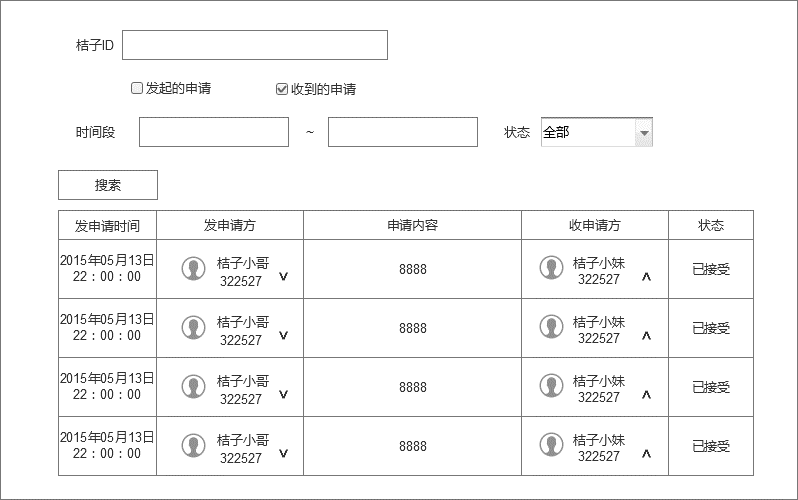 桔子ID
发起的申请 收到的申请
时间段 ~ 状态 全部
搜索
发申请时间 发申请方 申请内容 收申请方 状态
2015年05月13日 桔子小哥 8888 桔子小妹 已接受
22：00：00 322527 322527
2015年05月13日 桔子小哥 8888 桔子小妹 已接受
22：00：00 322527 322527
2015年05月13日 桔子小哥 8888 桔子小妹 已接受
22：00：00 322527 322527
2015年05月13日 桔子小哥 8888 桔子小妹 已接受
22：00：00 322527 322527